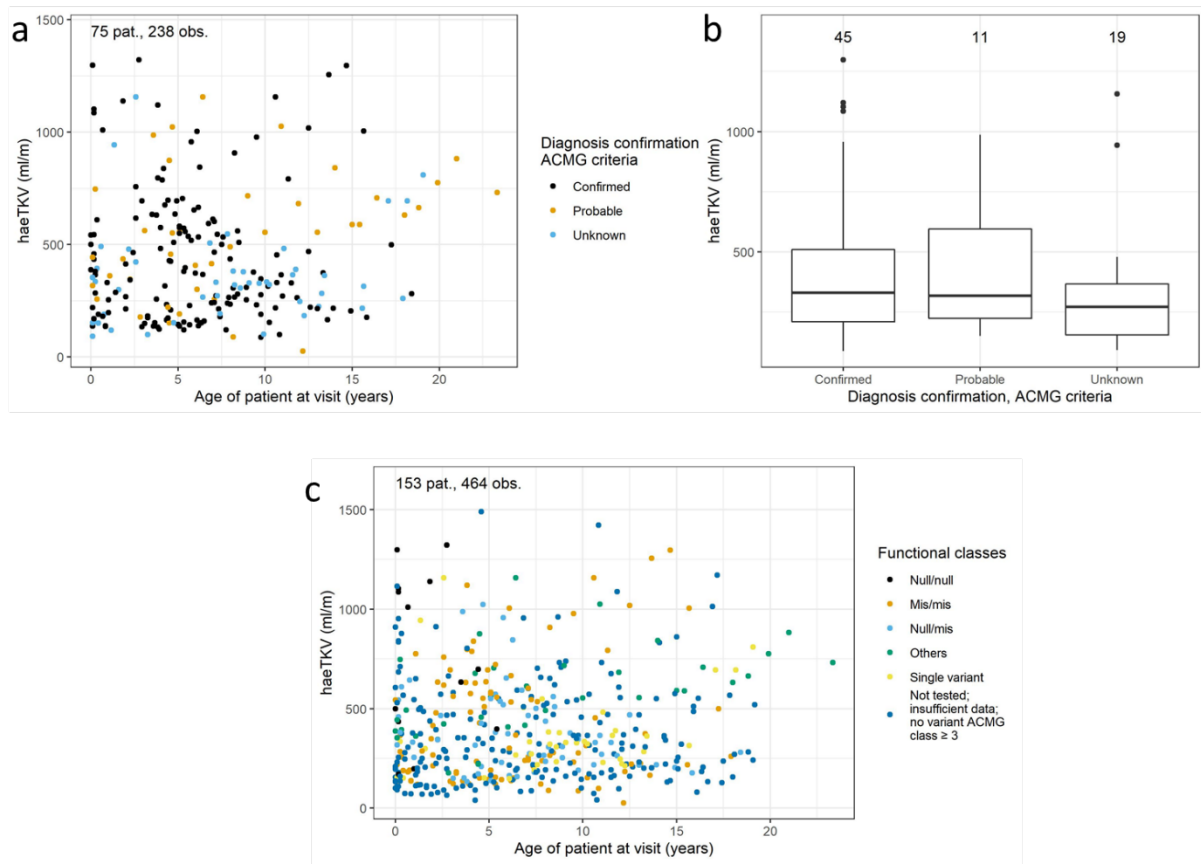 a
75 pat., 238 obs.
1500
1000
500
0
haeTKV (ml/m)
0 5 10 15 20
Age of patient at visit (years)
Diagnosis confirmation
ACMG criteria
Confirmed
Probable
Unknown
b
45 11 19
1000
500
haeTKV (ml/m)
Confirmed Probable Unknown
Diagnosis confirmation, ACMG criteria
c
153 pat., 464 obs.
1500
1000
500
0
haeTKV (ml/m)
0 5 10 15 20
Age of patient at visit (years)
Functional classes
Null/null
Mis/mis
Null/mis
Others
Single variant
Not tested;
insufficient data;
no variant ACMG
class ≥ 3